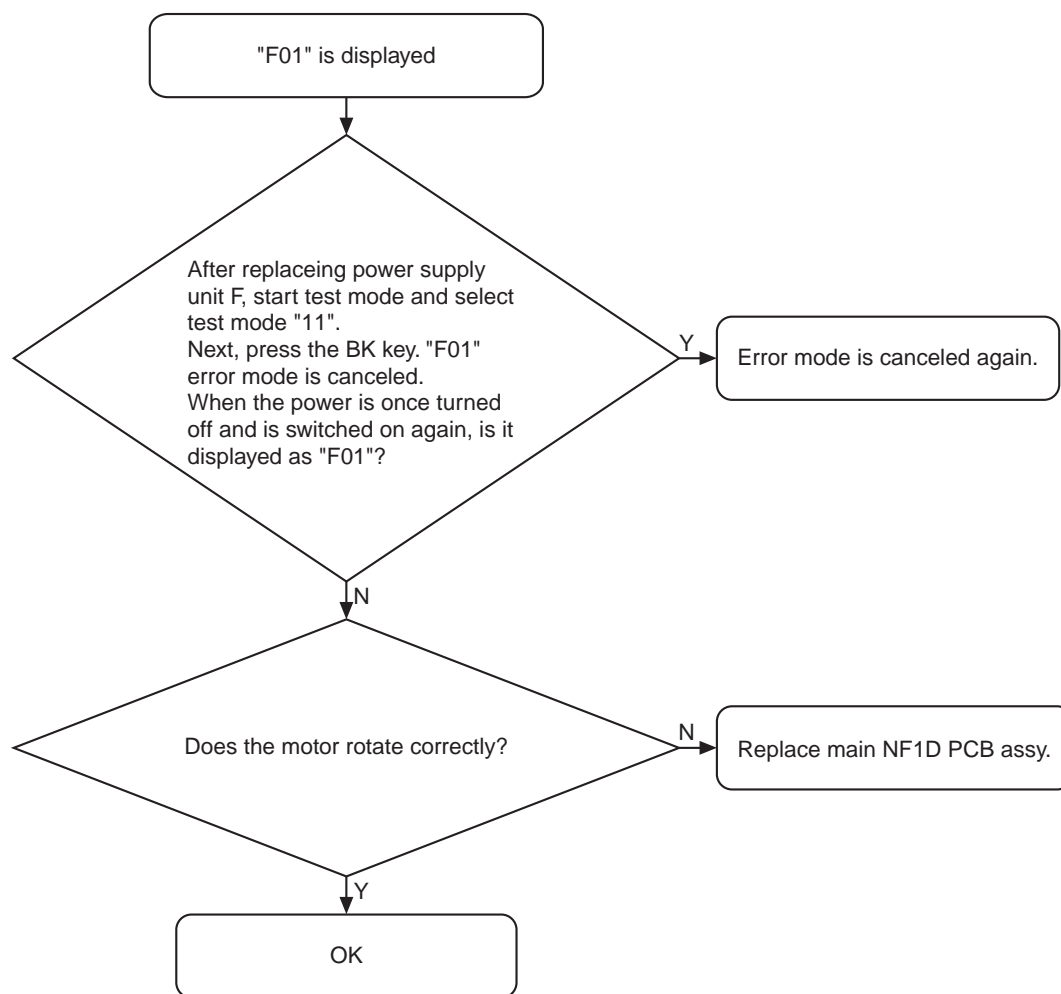 "F01" is displayed
After replaceing power supply
unit F, start test mode and select
test mode "11".
Next, press the BK key. "F01"
error mode is canceled.
When the power is once turned
off and is switched on again, is it
displayed as "F01"?
Y
Error mode is canceled again.
N
Does the motor rotate correctly?
N
Replace main NF1D PCB assy.
Y
OK